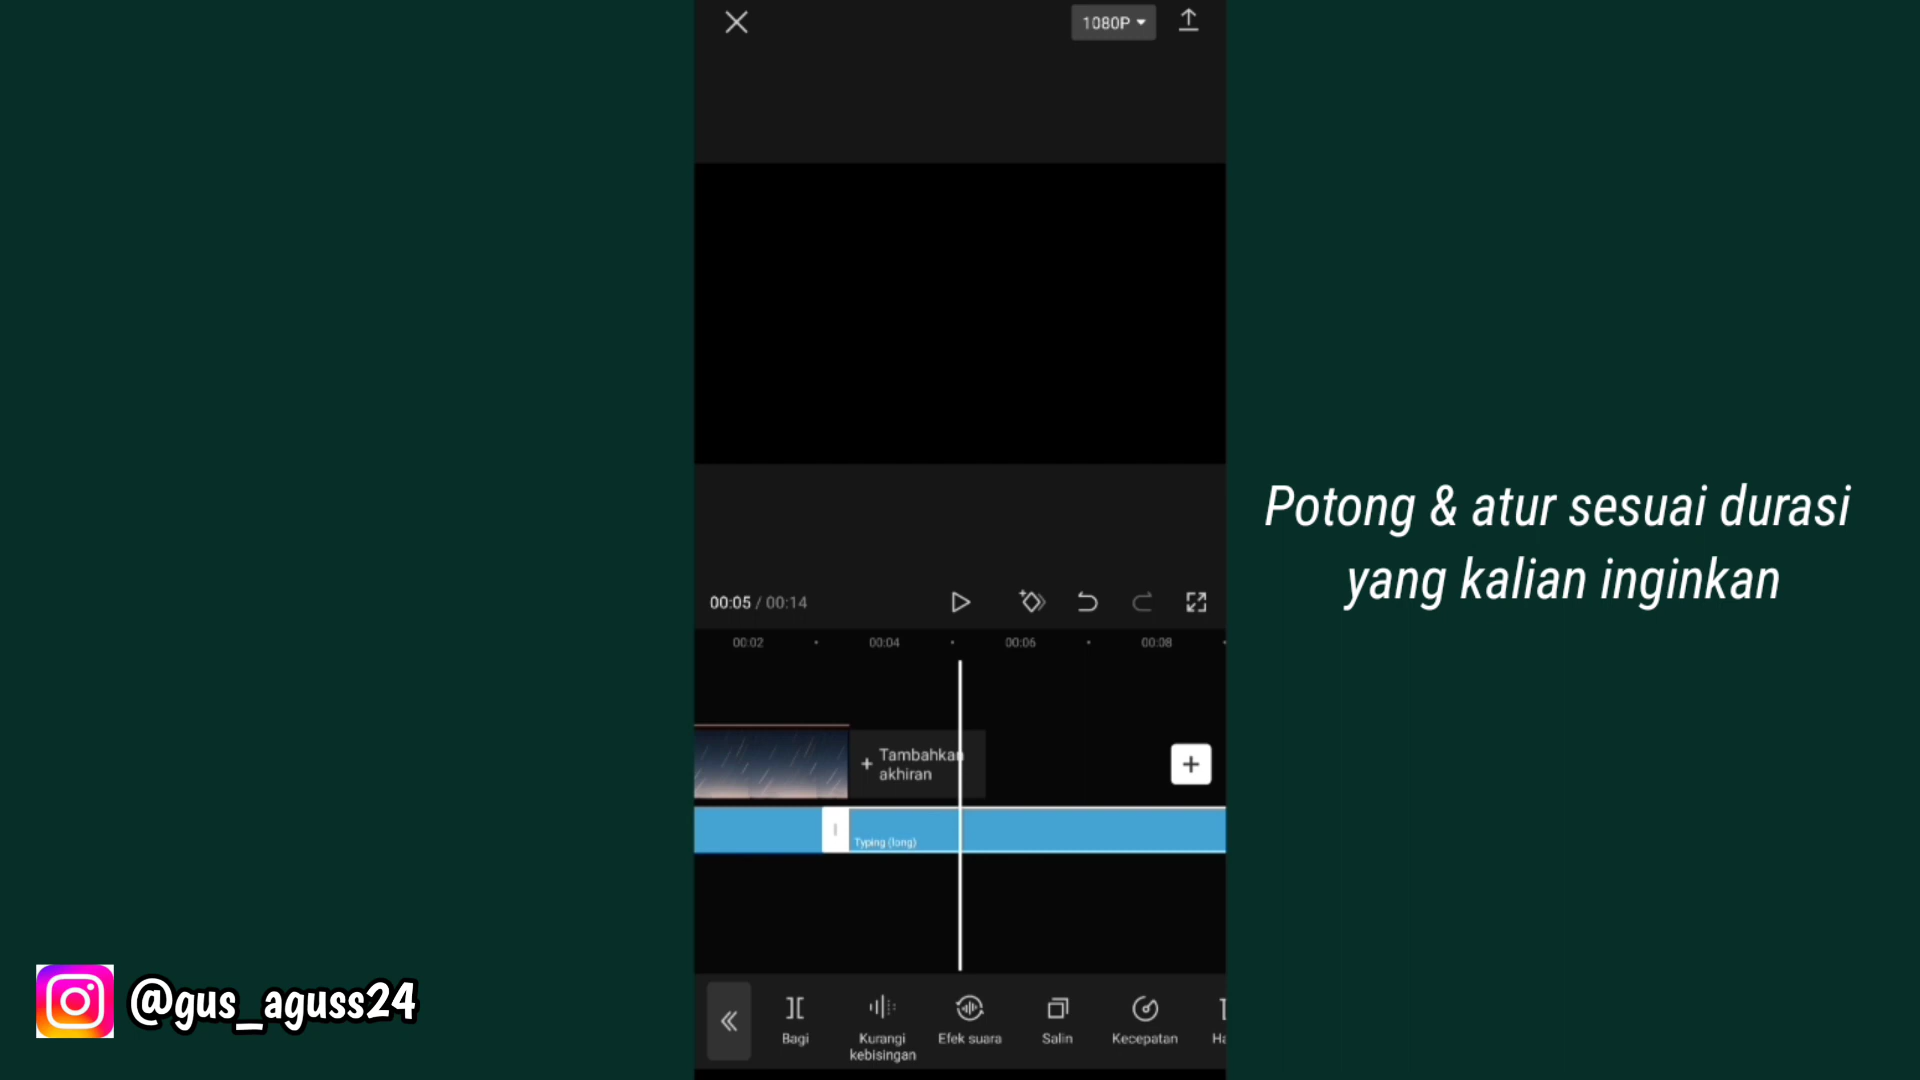 1080P
Potong & atur sesuai durasi
yang kalian inginkan
00:05 / 00:14
00:02
00:04
00:06
00:08
+ Tambahkan
akhiran
+
Typing (long)
Bagi
Kurangi
kebisingan
Efek suara
Salin
Kecepatan
Ha
@gus_aguss24